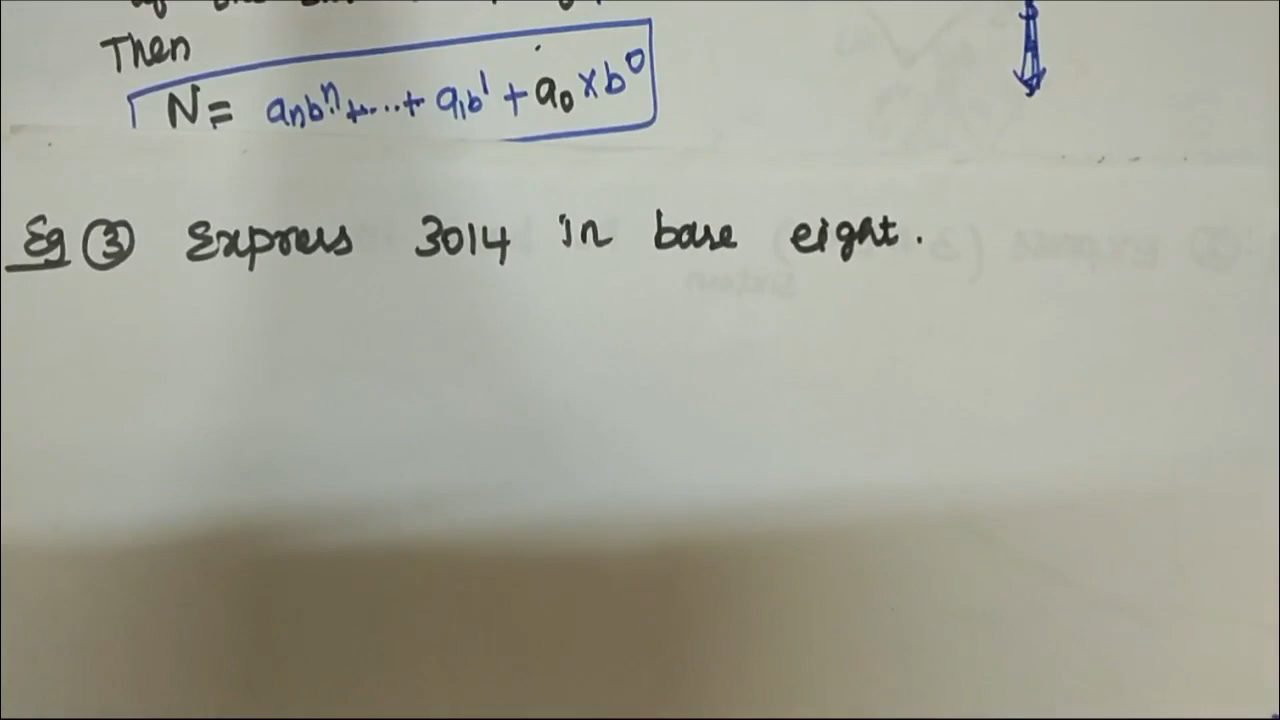 Then
N = aₙbⁿ + ... + a₁b¹ + a₀ × b⁰
Eg ③ Express 3014 in base eight.